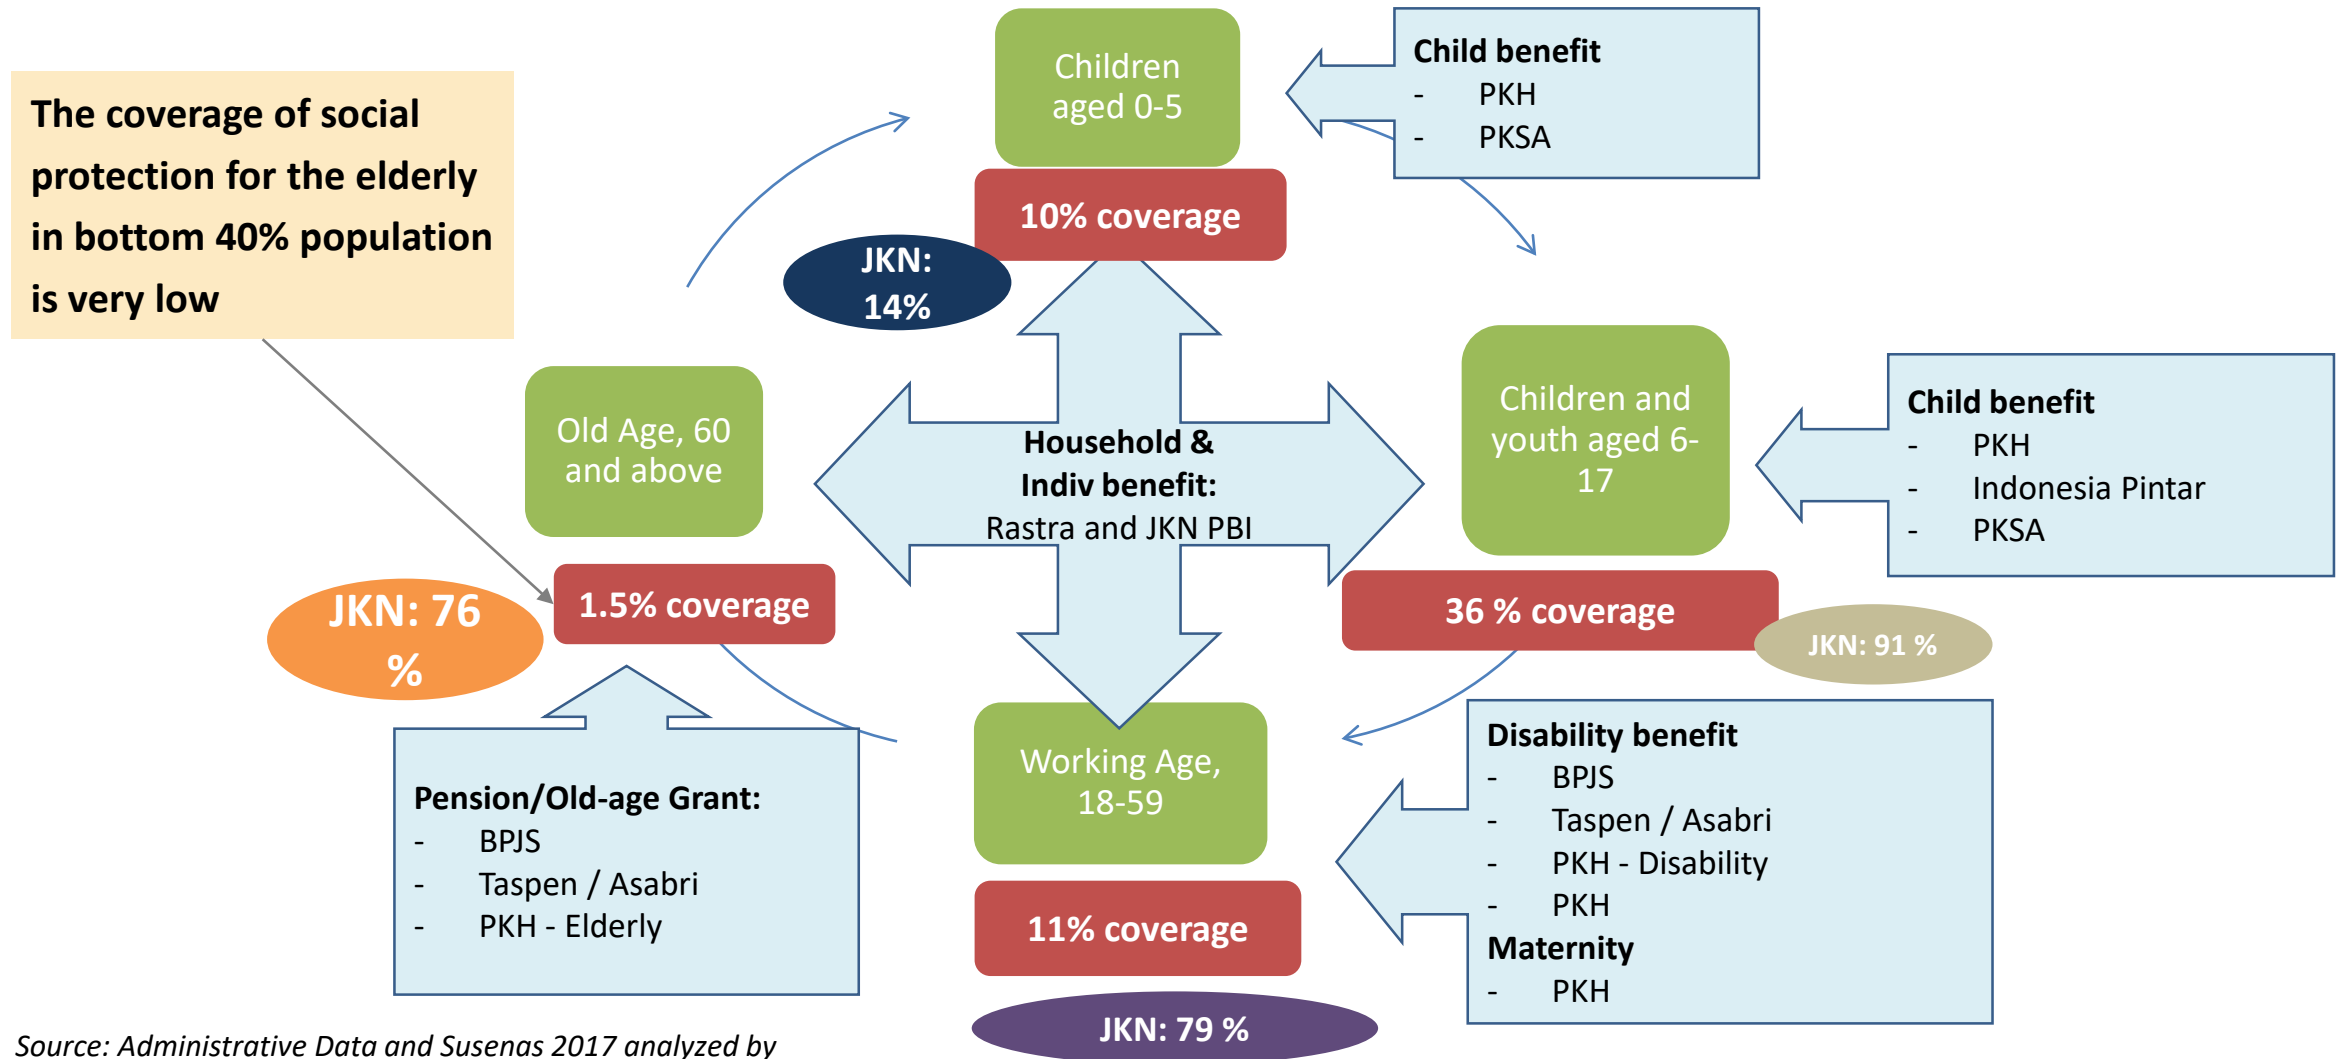 The coverage of social
protection for the elderly
in bottom 40% population
is very low
Children
aged 0-5
10% coverage
JKN:
14%
Child benefit
- PKH
- PKSA
Old Age, 60
and above
1.5% coverage
JKN: 76
%
Household &
Indiv benefit:
Rastra and JKN PBI
Children and
youth aged 6-
17
36 % coverage
JKN: 91 %
Child benefit
- PKH
- Indonesia Pintar
- PKSA
Pension/Old-age Grant:
- BPJS
- Taspen / Asabri
- PKH - Elderly
Working Age,
18-59
11% coverage
JKN: 79 %
Disability benefit
- BPJS
- Taspen / Asabri
- PKH - Disability
- PKH
Maternity
- PKH
Source: Administrative Data and Susenas 2017 analyzed by